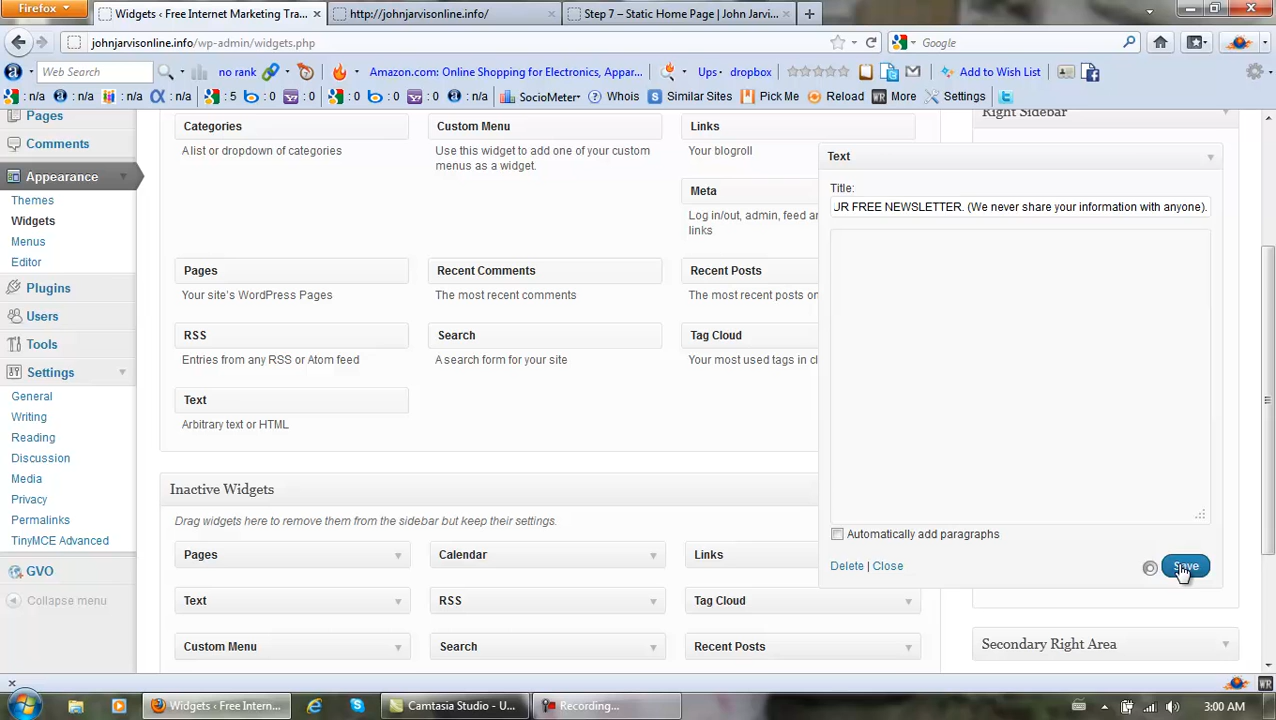 Firefox
Widgets ‹ Free Internet Marketing Tra...
http://johnjarvisonline.info/
Step 7 – Static Home Page | John Jarvi...
johnjarvisonline.info/wp-admin/widgets.php
Google
Web Search
no rank
Amazon.com: Online Shopping for Electronics, Appar...
Ups
dropbox
Add to Wish List
: n/a : n/a : n/a : n/a : 5 : 0 : 0 : 0 : 0 : 0 : n/a
SocioMeter
Whois
Similar Sites
Pick Me
Reload
More
Settings
Pages
Comments
Appearance
Themes
Widgets
Menus
Editor
Plugins
Users
Tools
Settings
General
Writing
Reading
Discussion
Media
Privacy
Permalinks
TinyMCE Advanced
GVO
Collapse menu
Categories
A list or dropdown of categories
Custom Menu
Use this widget to add one of your custom
menus as a widget.
Links
Your blogroll
Meta
Log in/out, admin, feed an
links
Pages
Your site's WordPress Pages
Recent Comments
The most recent comments
Recent Posts
The most recent posts on
RSS
Entries from any RSS or Atom feed
Search
A search form for your site
Tag Cloud
Your most used tags in cl
Text
Arbitrary text or HTML
Inactive Widgets
Drag widgets here to remove them from the sidebar but keep their settings.
Pages
Calendar
Links
Text
RSS
Tag Cloud
Custom Menu
Search
Recent Posts
Right Sidebar
Text
Title:
UR FREE NEWSLETTER. (We never share your information with anyone).
Automatically add paragraphs
Delete | Close
Save
Secondary Right Area
WR
Widgets ‹ Free Intern...
Camtasia Studio - U...
Recording...
3:00 AM